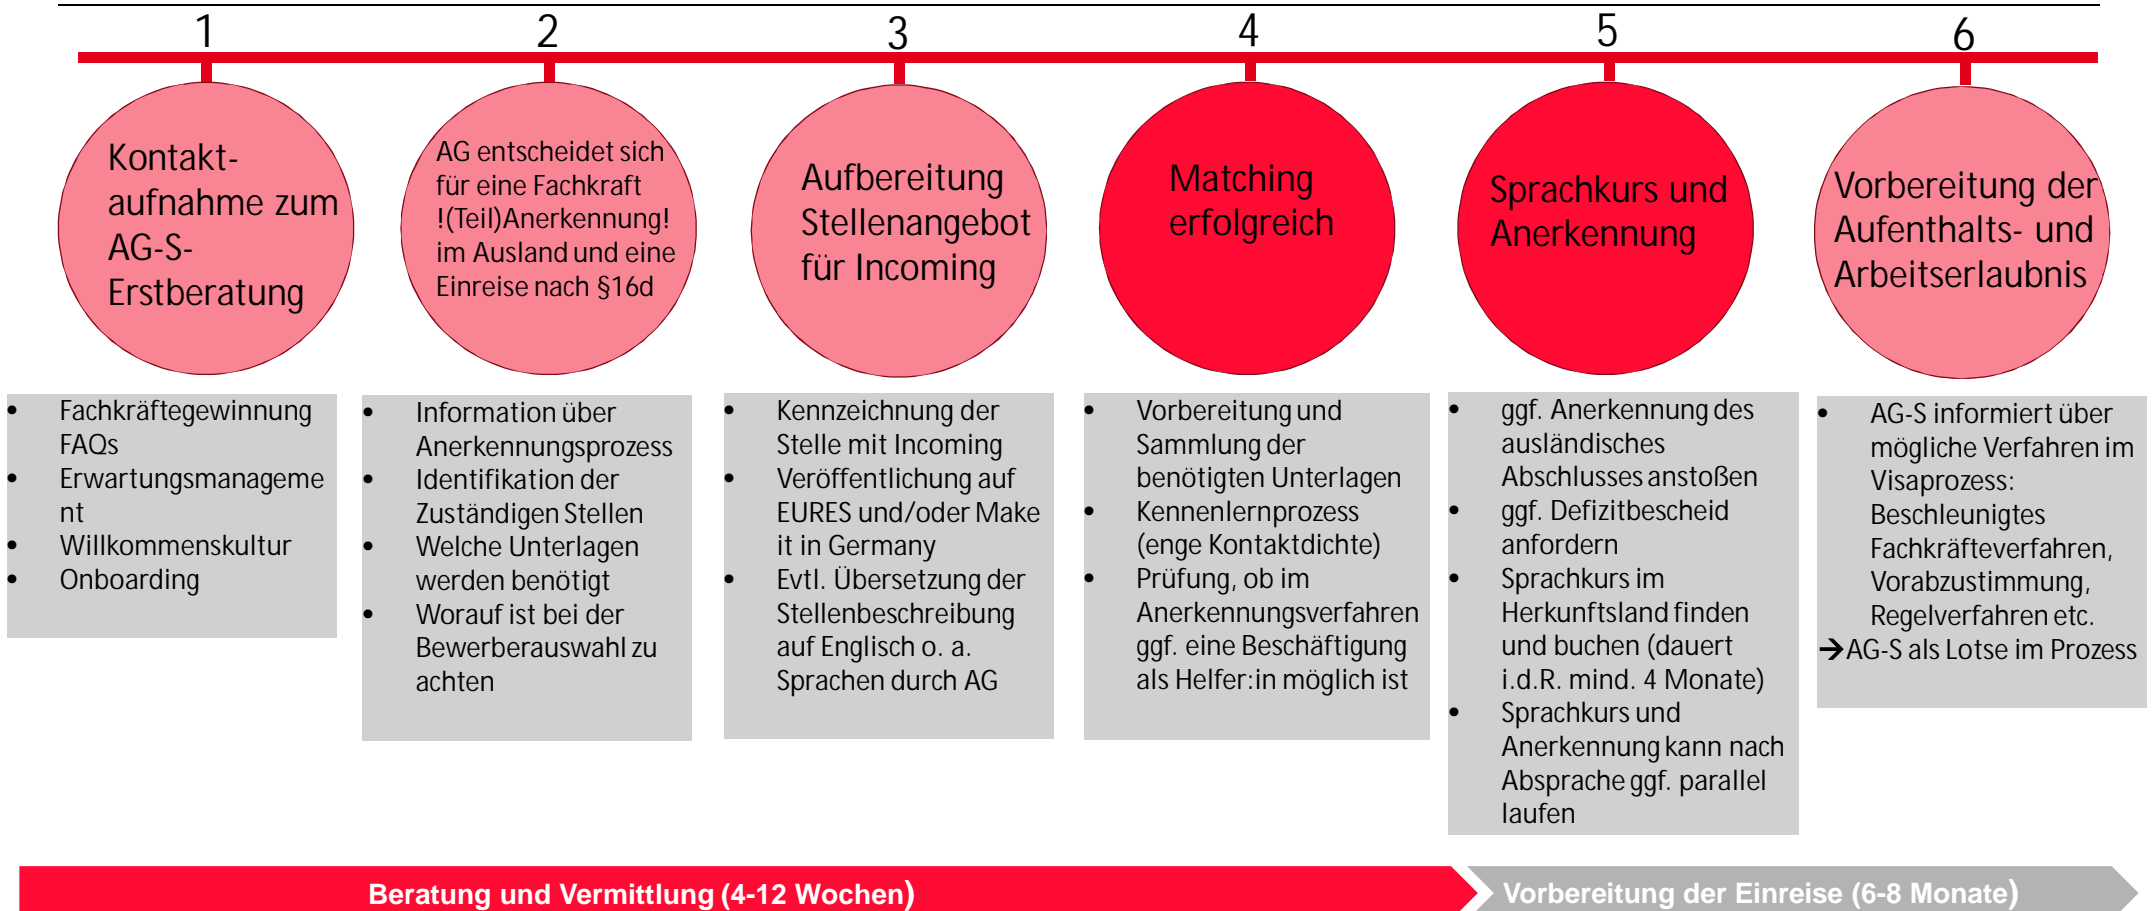 1
2
3
4
5
6
Kontakt-
aufnahme zum
AG-S-
Erstberatung
AG entscheidet sich
für eine Fachkraft
!(Teil)Anerkennung!
im Ausland und eine
Einreise nach §16d
Aufbereitung
Stellenangebot
für Incoming
Matching
erfolgreich
Sprachkurs und
Anerkennung
Vorbereitung der
Aufenthalts- und
Arbeitserlaubnis
• Fachkräftegewinnung
FAQs
• Erwartungsmanageme
nt
• Willkommenskultur
• Onboarding
• Information über
Anerkennungsprozess
• Identifikation der
Zuständigen Stellen
• Welche Unterlagen
werden benötigt
• Worauf ist bei der
Bewerberauswahl zu
achten
• Kennzeichnung der
Stelle mit Incoming
• Veröffentlichung auf
EURES und/oder Make
it in Germany
• Evtl. Übersetzung der
Stellenbeschreibung
auf Englisch o. a.
Sprachen durch AG
• Vorbereitung und
Sammlung der
benötigten Unterlagen
• Kennenlernprozess
(enge Kontaktdichte)
• Prüfung, ob im
Anerkennungsverfahren
ggf. eine Beschäftigung
als Helfer:in möglich ist
• ggf. Anerkennung des
ausländisches
Abschlusses anstoßen
• ggf. Defizitbescheid
anfordern
• Sprachkurs im
Herkunftsland finden
und buchen (dauert
i.d.R. mind. 4 Monate)
• Sprachkurs und
Anerkennung kann nach
Absprache ggf. parallel
laufen
• AG-S informiert über
mögliche Verfahren im
Visaprozess:
Beschleunigtes
Fachkräfteverfahren,
Vorabzustimmung,
Regelverfahren etc.
➔AG-S als Lotse im Prozess
Beratung und Vermittlung (4-12 Wochen)
Vorbereitung der Einreise (6-8 Monate)